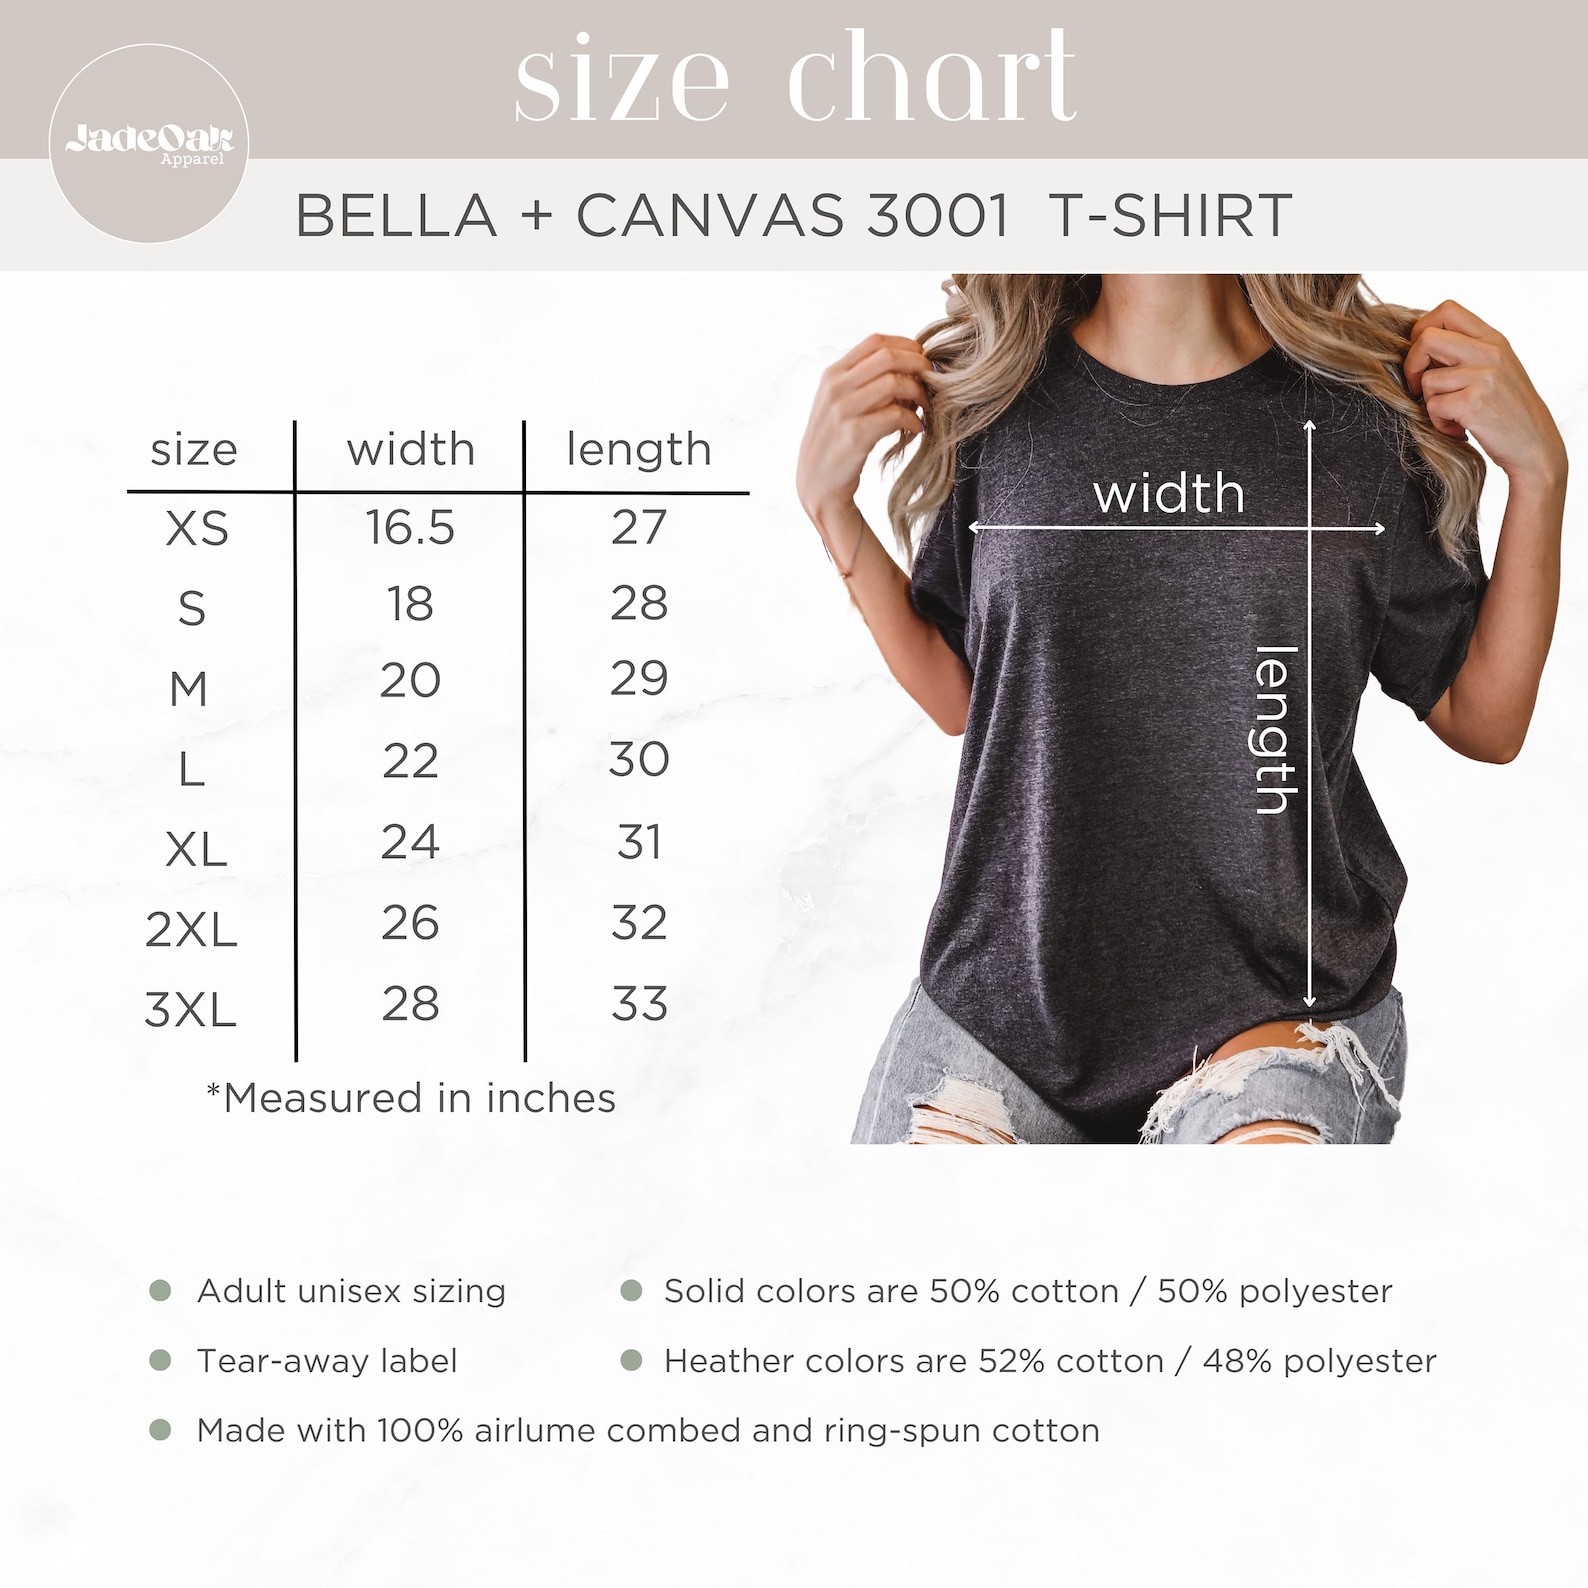 size chart
JadeOak
Apparel
BELLA + CANVAS 3001 T-SHIRT
size width length
XS 16.5 27
S 18 28
M 20 29
L 22 30
XL 24 31
2XL 26 32
3XL 28 33
*Measured in inches
width
length
Adult unisex sizing
Solid colors are 50% cotton / 50% polyester
Tear-away label
Heather colors are 52% cotton / 48% polyester
Made with 100% airlume combed and ring-spun cotton